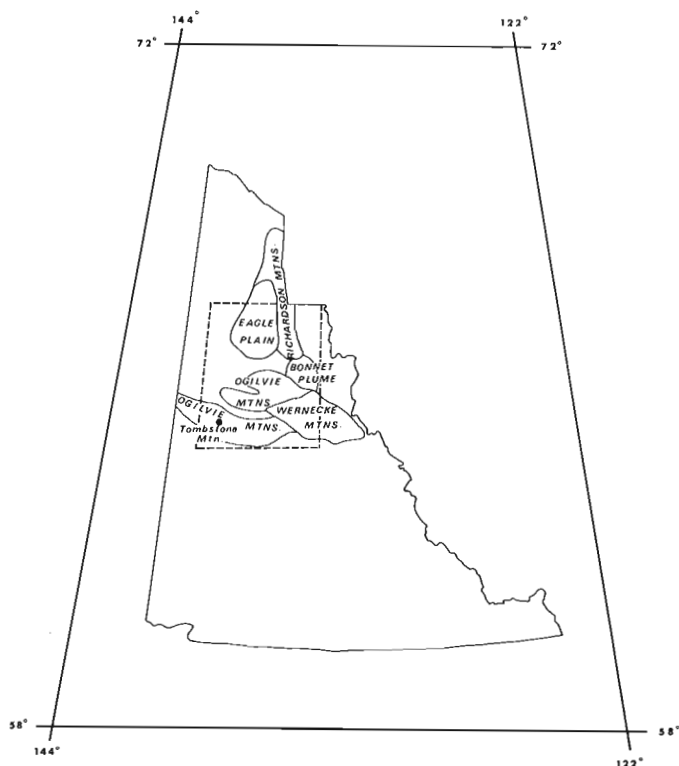 144°
122°
72°
72°
RICHARDSON MTNS.
EAGLE
PLAIN
BONNET
PLUME
OGILVIE
MTNS.
OGILVIE
MTNS.
WERNECKE
MTNS.
Tombstone
Mtn.
58°
58°
144°
122°